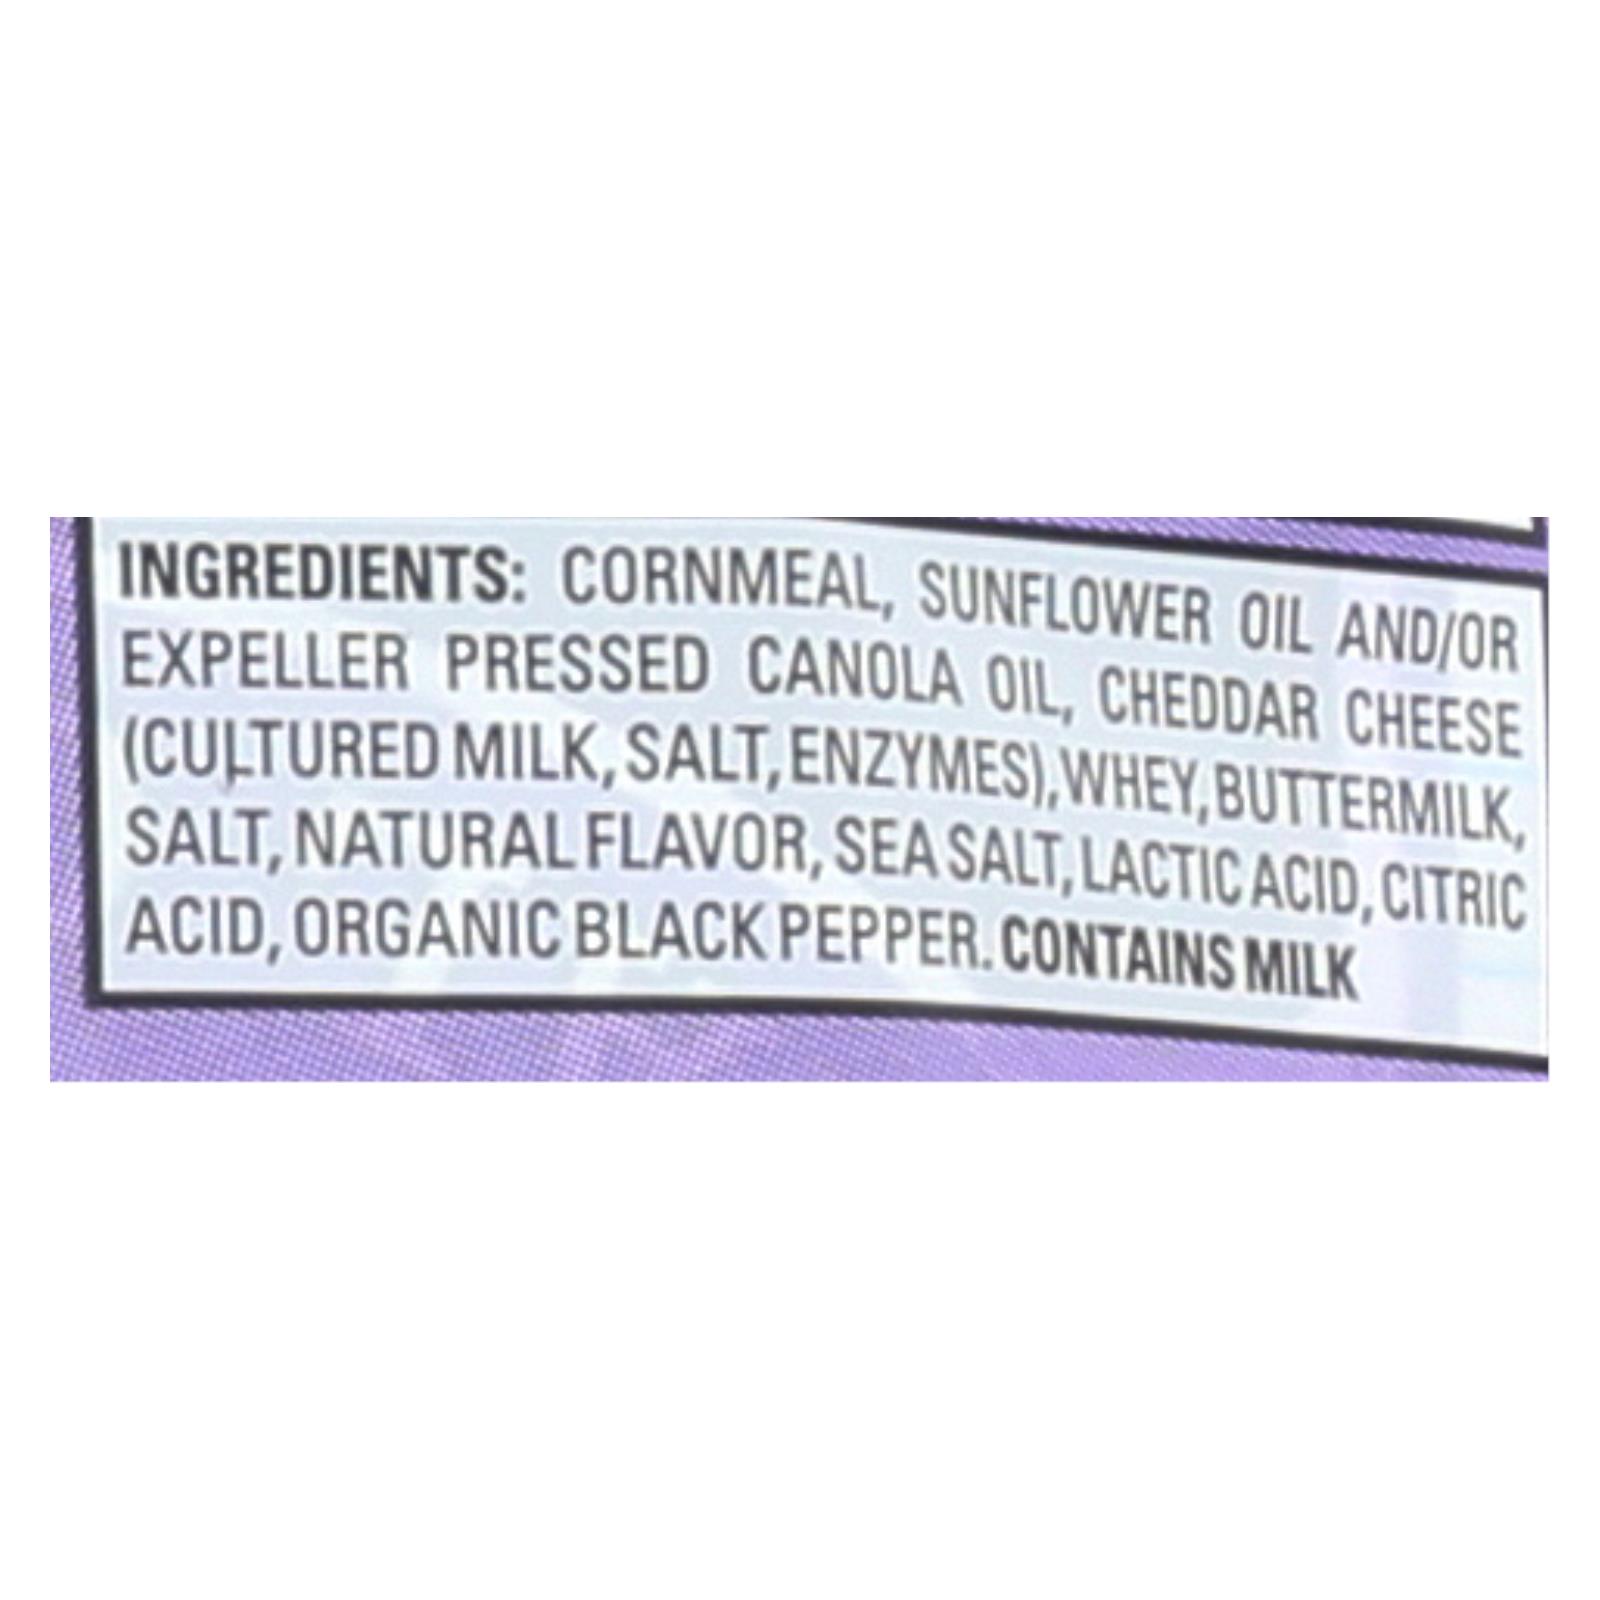 INGREDIENTS: CORNMEAL, SUNFLOWER OIL AND/OR
EXPELLER PRESSED CANOLA OIL, CHEDDAR CHEESE
(CULTURED MILK, SALT, ENZYMES), WHEY, BUTTERMILK,
SALT, NATURAL FLAVOR, SEA SALT, LACTIC ACID, CITRIC
ACID, ORGANIC BLACK PEPPER. CONTAINS MILK